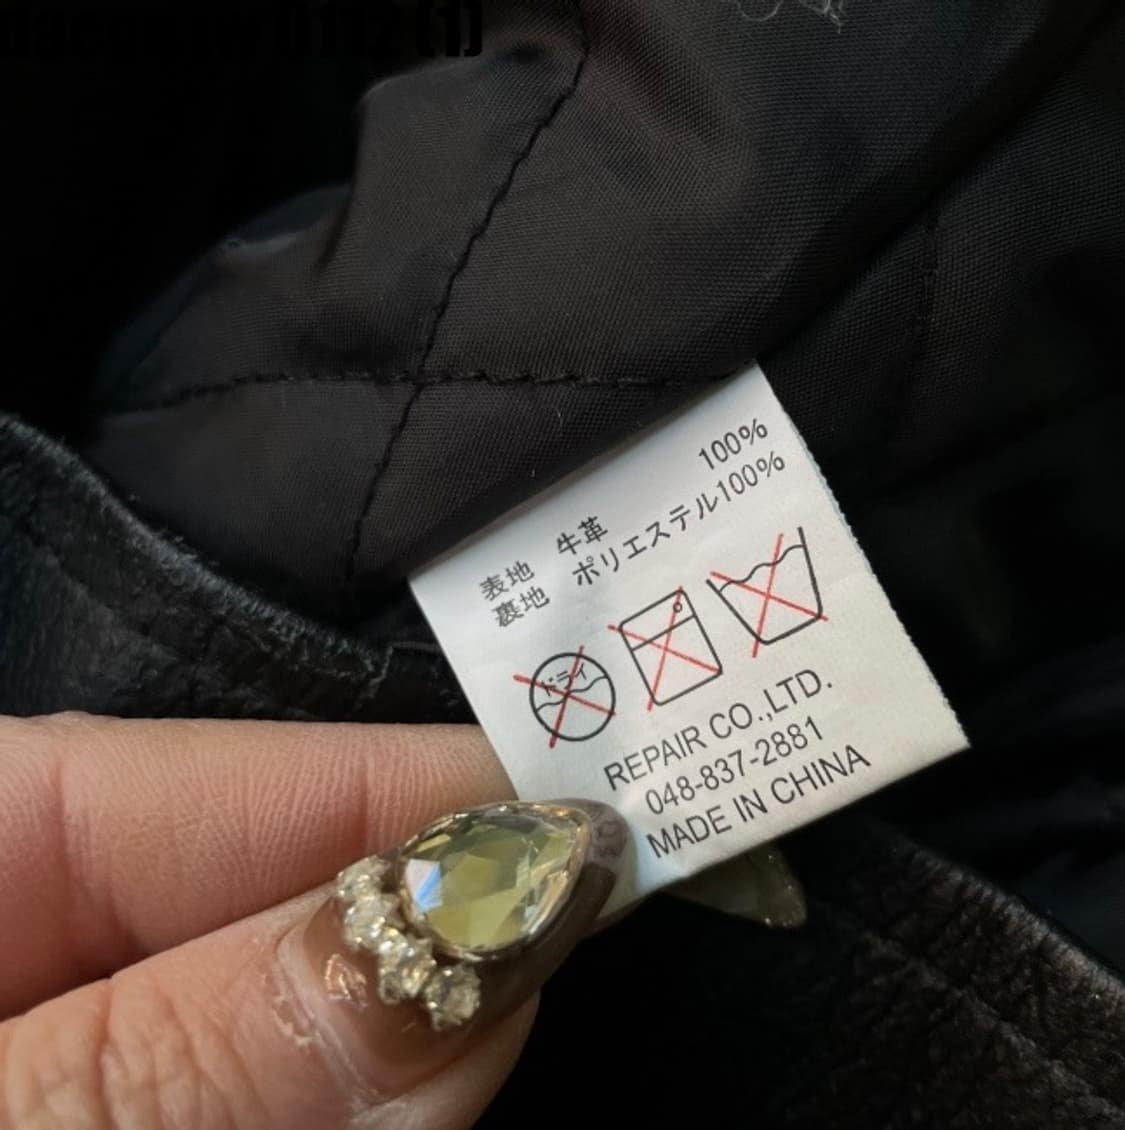 表地 牛革 100%
裏地 ポリエステル100%
ドライ
REPAIR CO.,LTD.
048-837-2881
MADE IN CHINA